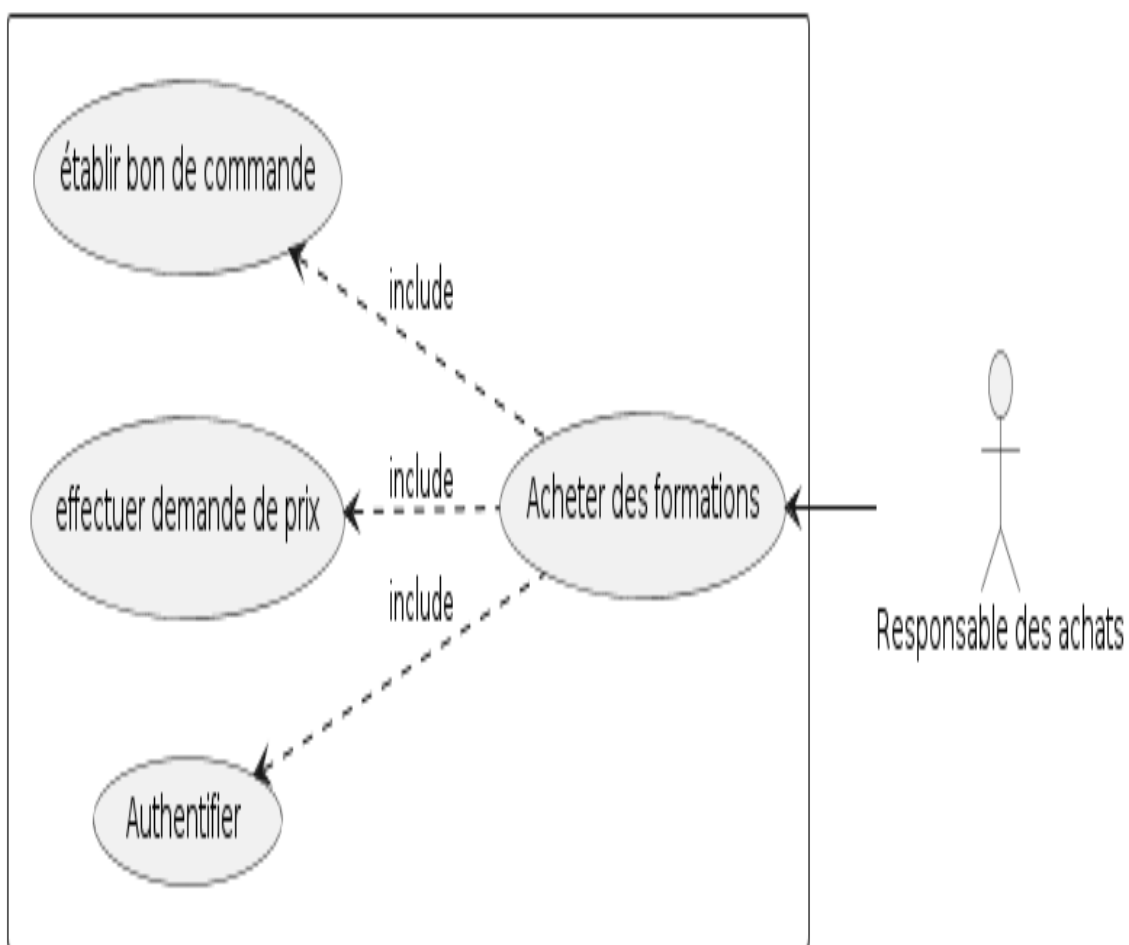 établir bon de commande
include
include
effectuer demande de prix
Acheter des formations
include
Responsable des achats
Authentifier